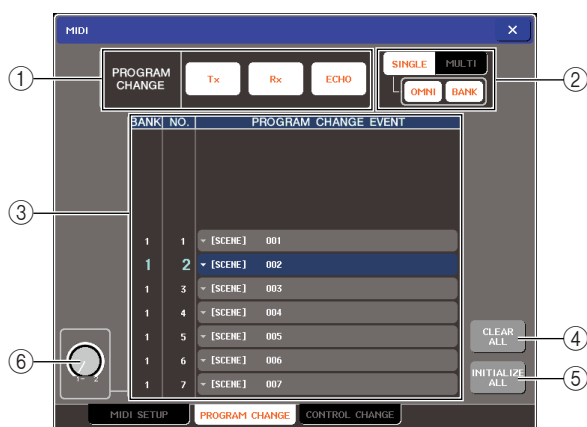 MIDI
×
① PROGRAM CHANGE Tx Rx ECHO SINGLE MULTI ②
OMNI BANK
BANK NO. PROGRAM CHANGE EVENT
③
1 1 [SCENE] 001
1 2 [SCENE] 002
1 3 [SCENE] 003
1 4 [SCENE] 004
1 5 [SCENE] 005
CLEAR ALL ④
1 6 [SCENE] 006
INITIALIZE ALL ⑤
1 7 [SCENE] 007
⑥
1- 2
MIDI SETUP PROGRAM CHANGE CONTROL CHANGE